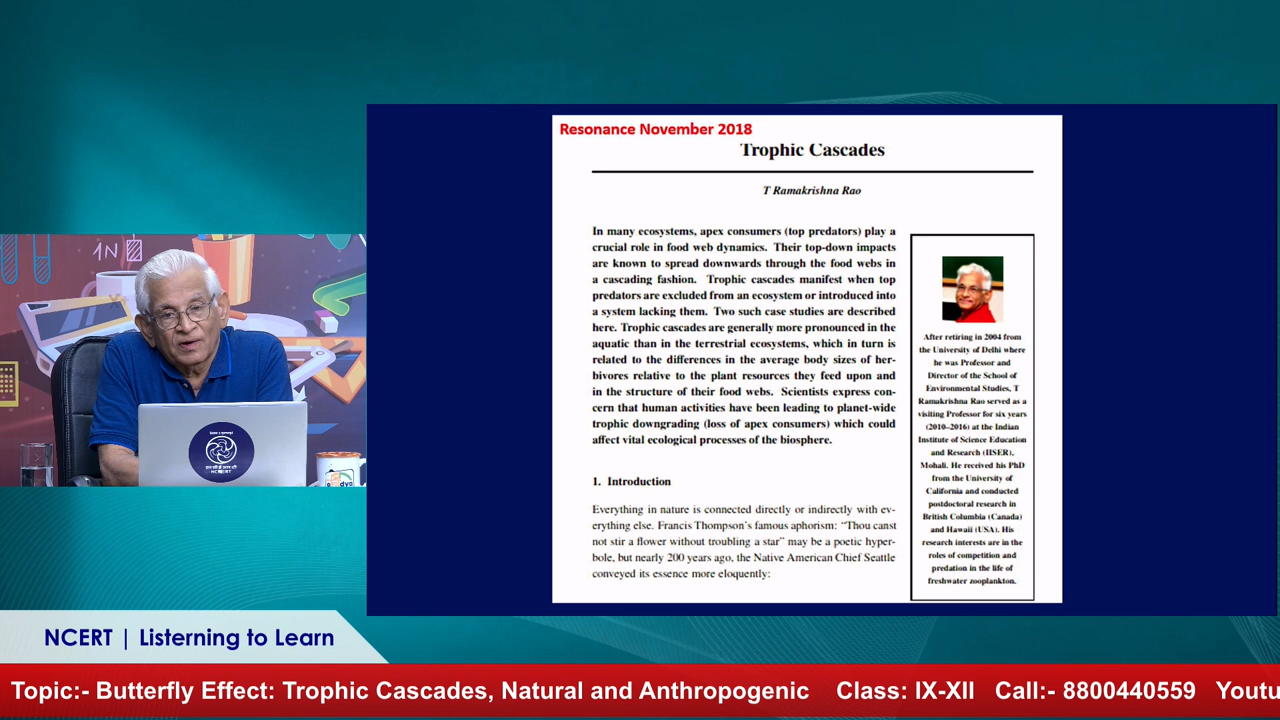 Resonance November 2018
Trophic Cascades
T Ramakrishna Rao
In many ecosystems, apex consumers (top predators) play a
crucial role in food web dynamics. Their top-down impacts
are known to spread downwards through the food webs in
a cascading fashion. Trophic cascades manifest when top
predators are excluded from an ecosystem or introduced into
a system lacking them. Two such case studies are described
here. Trophic cascades are generally more pronounced in the
aquatic than in the terrestrial ecosystems, which in turn is
related to the differences in the average body sizes of her-
bivores relative to the plant resources they feed upon and
in the structure of their food webs. Scientists express con-
cern that human activities have been leading to planet-wide
trophic downgrading (loss of apex consumers) which could
affect vital ecological processes of the biosphere.
1. Introduction
Everything in nature is connected directly or indirectly with ev-
erything else. Francis Thompson's famous aphorism: “Thou canst
not stir a flower without troubling a star” may be a poetic hyper-
bole, but nearly 200 years ago, the Native American Chief Seattle
conveyed its essence more eloquently:
After retiring in 2004 from
the University of Delhi where
he was Professor and
Director of the School of
Environmental Studies, T
Ramakrishna Rao served as a
visiting Professor for six years
(2010–2016) at the Indian
Institute of Science Education
and Research (IISER),
Mohali. He received his PhD
from the University of
California and conducted
postdoctoral research in
British Columbia (Canada)
and Hawaii (USA). His
research interests are in the
roles of competition and
predation in the life of
freshwater zooplankton.
IN
NCERT
NCERT | Listerning to Learn
Topic:- Butterfly Effect: Trophic Cascades, Natural and Anthropogenic Class: IX-XII Call:- 8800440559 Youtu